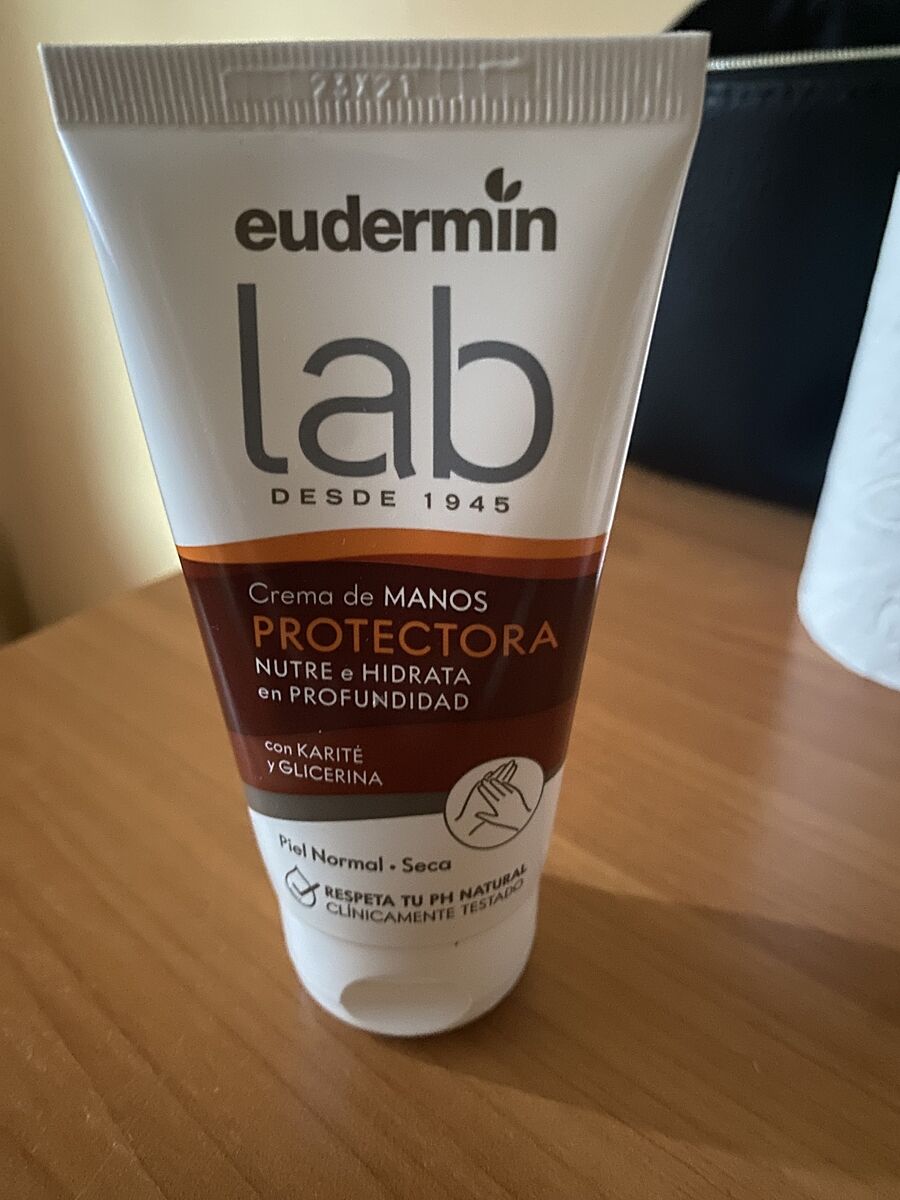 23X21
eudermin
lab
DESDE 1945
Crema de MANOS
PROTECTORA
NUTRE e HIDRATA
en PROFUNDIDAD
con KARITÉ
y GLICERINA
Piel Normal • Seca
RESPETA TU PH NATURAL
CLÍNICAMENTE TESTADO